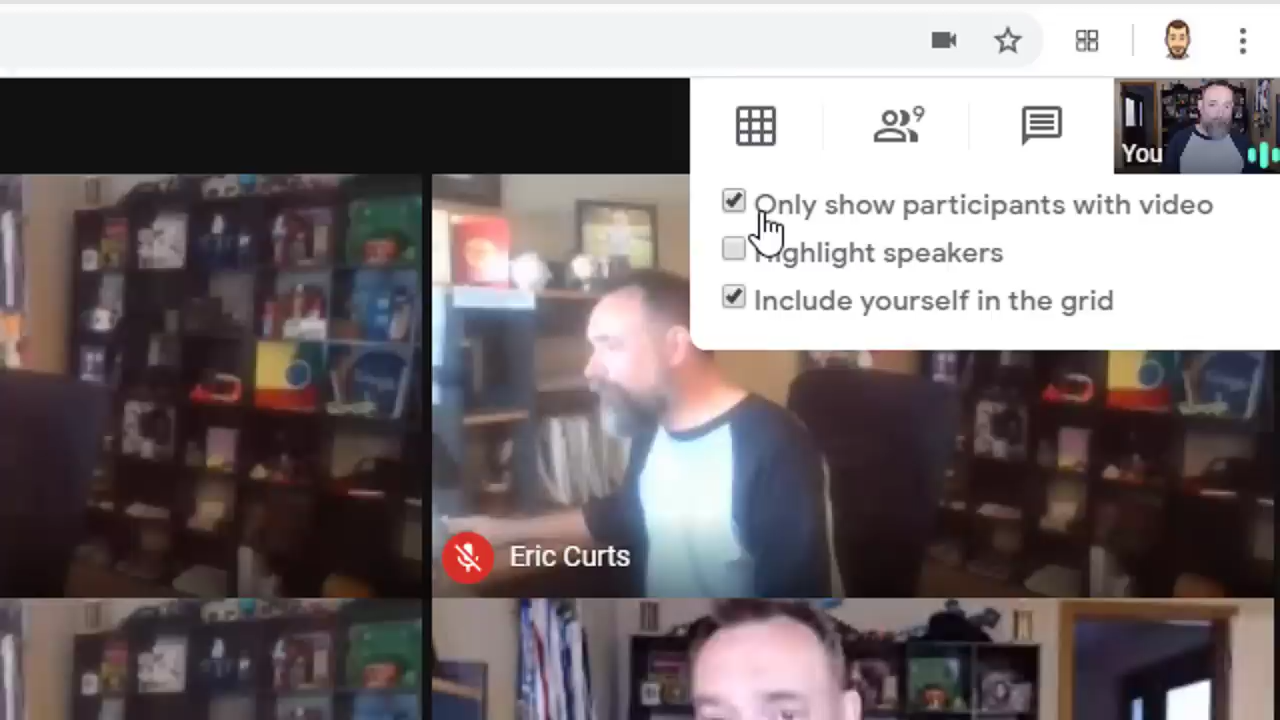 9
You
Only show participants with video
Highlight speakers
Include yourself in the grid
Eric Curts